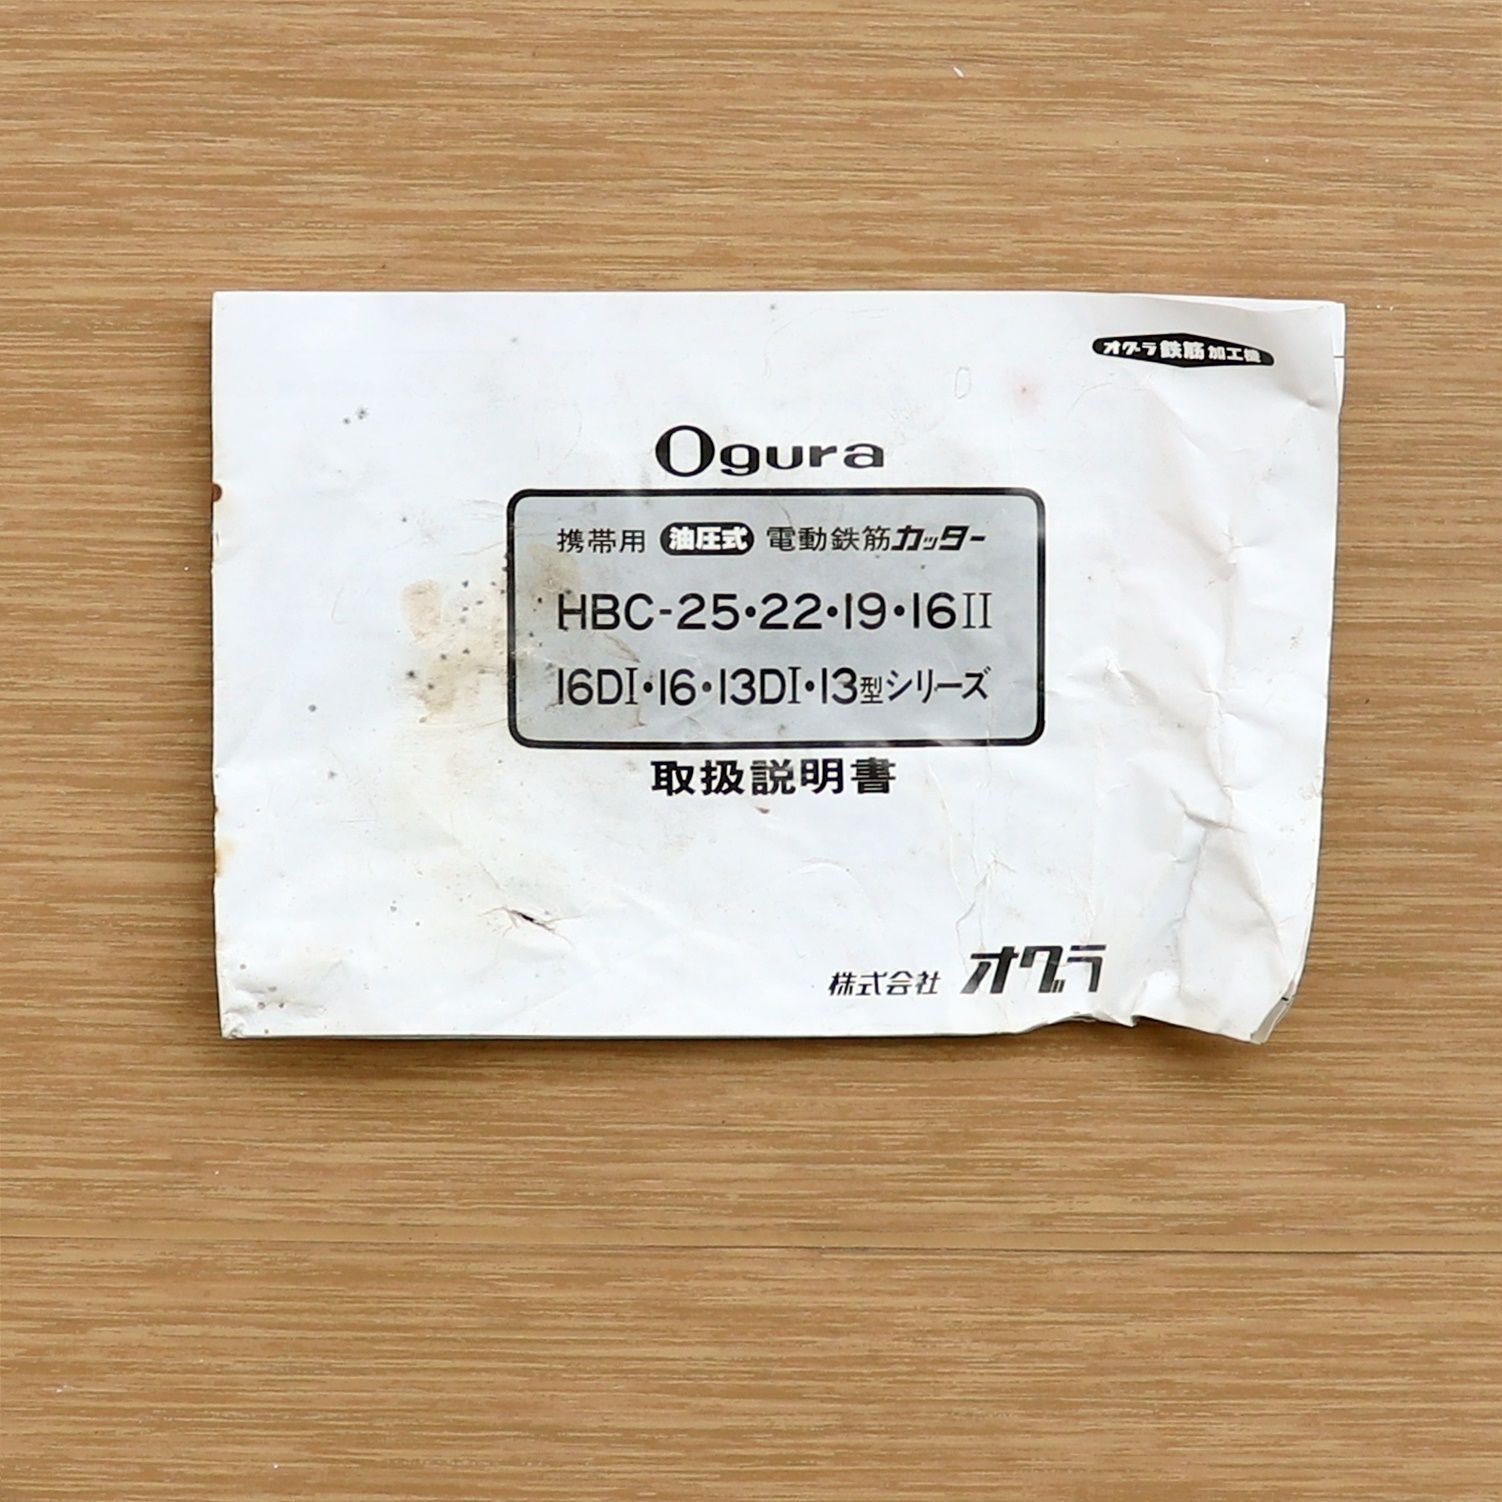 オグラ鉄筋加工機
Ogura
携帯用 油圧式 電動鉄筋カッター
HBC-25・22・19・16II
16DI・16・13DI・13型シリーズ
取扱説明書
株式会社 オグラ